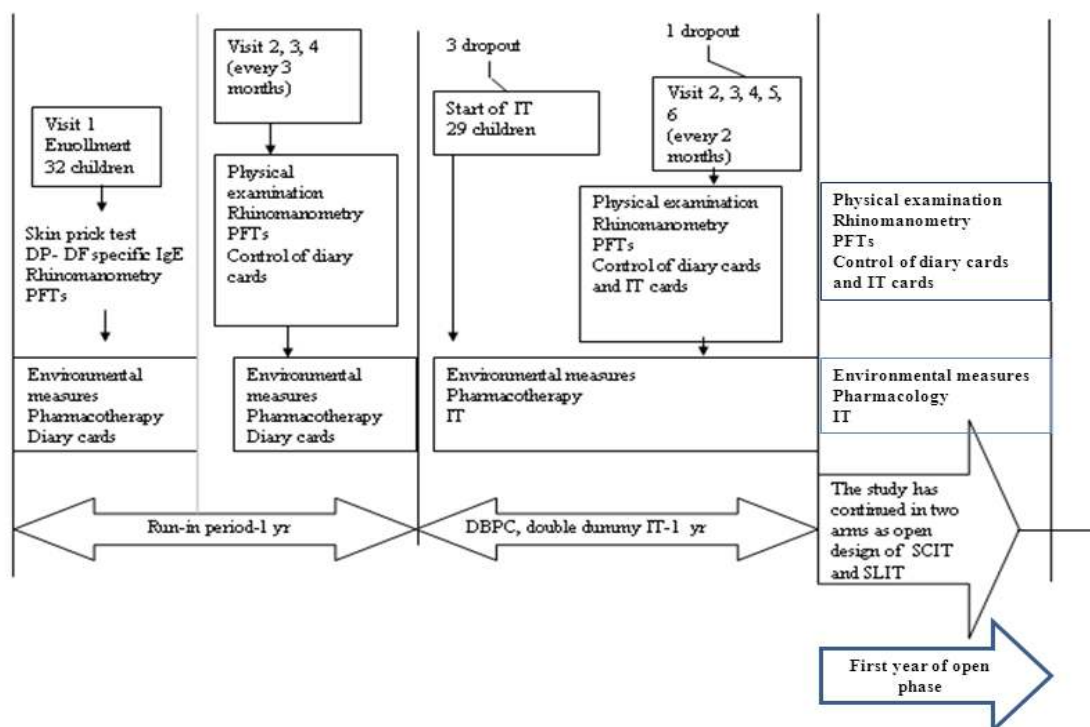 Visit 1
Enrollment
32 children
Skin prick test
DP- DF specific IgE
Rhinomanometry
PFTs
Environmental
measures
Pharmacotherapy
Diary cards
Visit 2, 3, 4
(every 3
months)
Physical
examination
Rhinomanometry
PFTs
Control of diary
cards
Environmental
measures
Pharmacotherapy
Diary cards
3 dropout
Start of IT
29 children
1 dropout
Visit 2, 3, 4, 5,
6
(every 2
months)
Physical examination
Rhinomanometry
PFTs
Control of diary cards
and IT cards
Environmental measures
Pharmacotherapy
IT
Physical examination
Rhinomanometry
PFTs
Control of diary cards
and IT cards
Environmental measures
Pharmacology
IT
Run-in period-1 yr
DBPC, double dummy IT-1 yr
The study has
continued in two
arms as open
design of SCIT
and SLIT
First year of open
phase